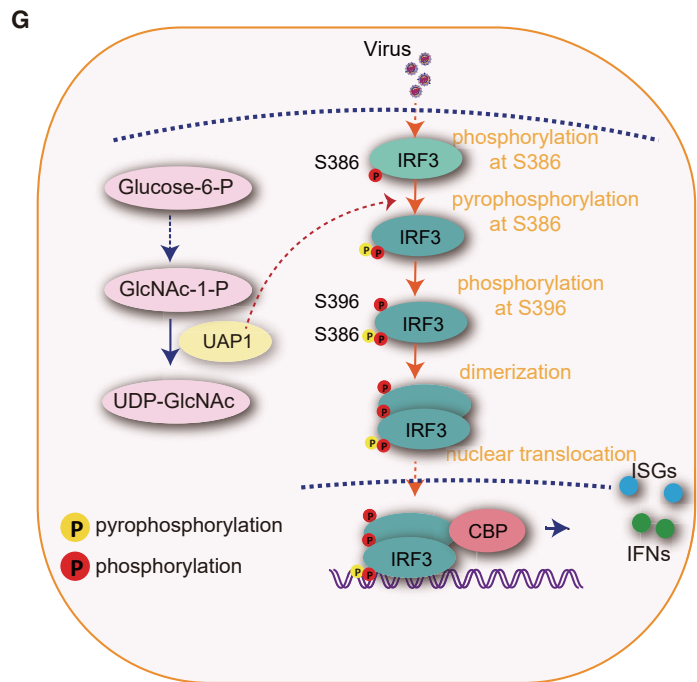 G
Virus
phosphorylation
at S386
S386
IRF3
P
Glucose-6-P
pyrophosphorylation
at S386
IRF3
P P
GlcNAc-1-P
phosphorylation
at S396
S396
P
IRF3
S386
P P
UAP1
dimerization
UDP-GlcNAc
P
P
IRF3
P P
nuclear translocation
ISGs
P
CBP
P
IRF3
P P
IFNs
P pyrophosphorylation
P phosphorylation